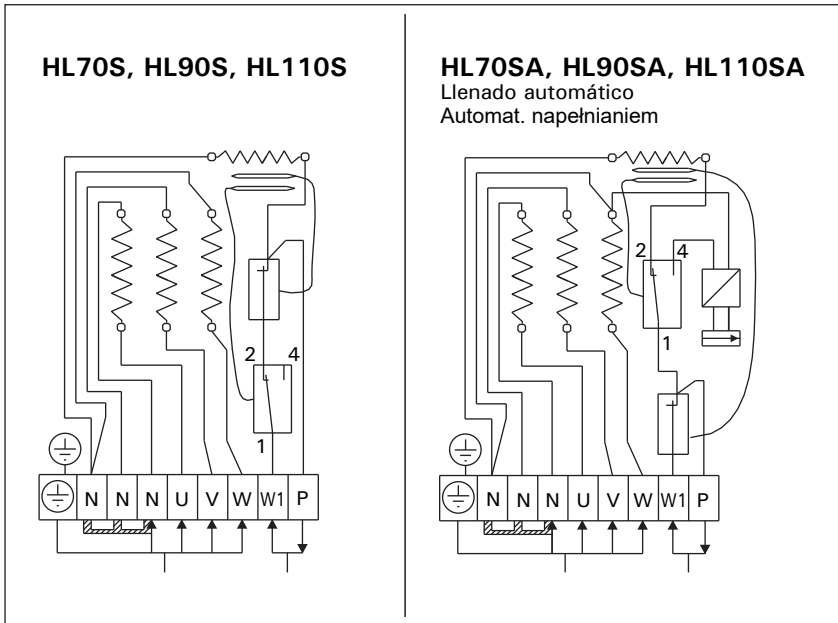 HL70S, HL90S, HL110S
2 4
1
N N N U V W W1 P
HL70SA, HL90SA, HL110SA
Llenado automático
Automat. napełnianiem
2 4
1
N N N U V W W1 P